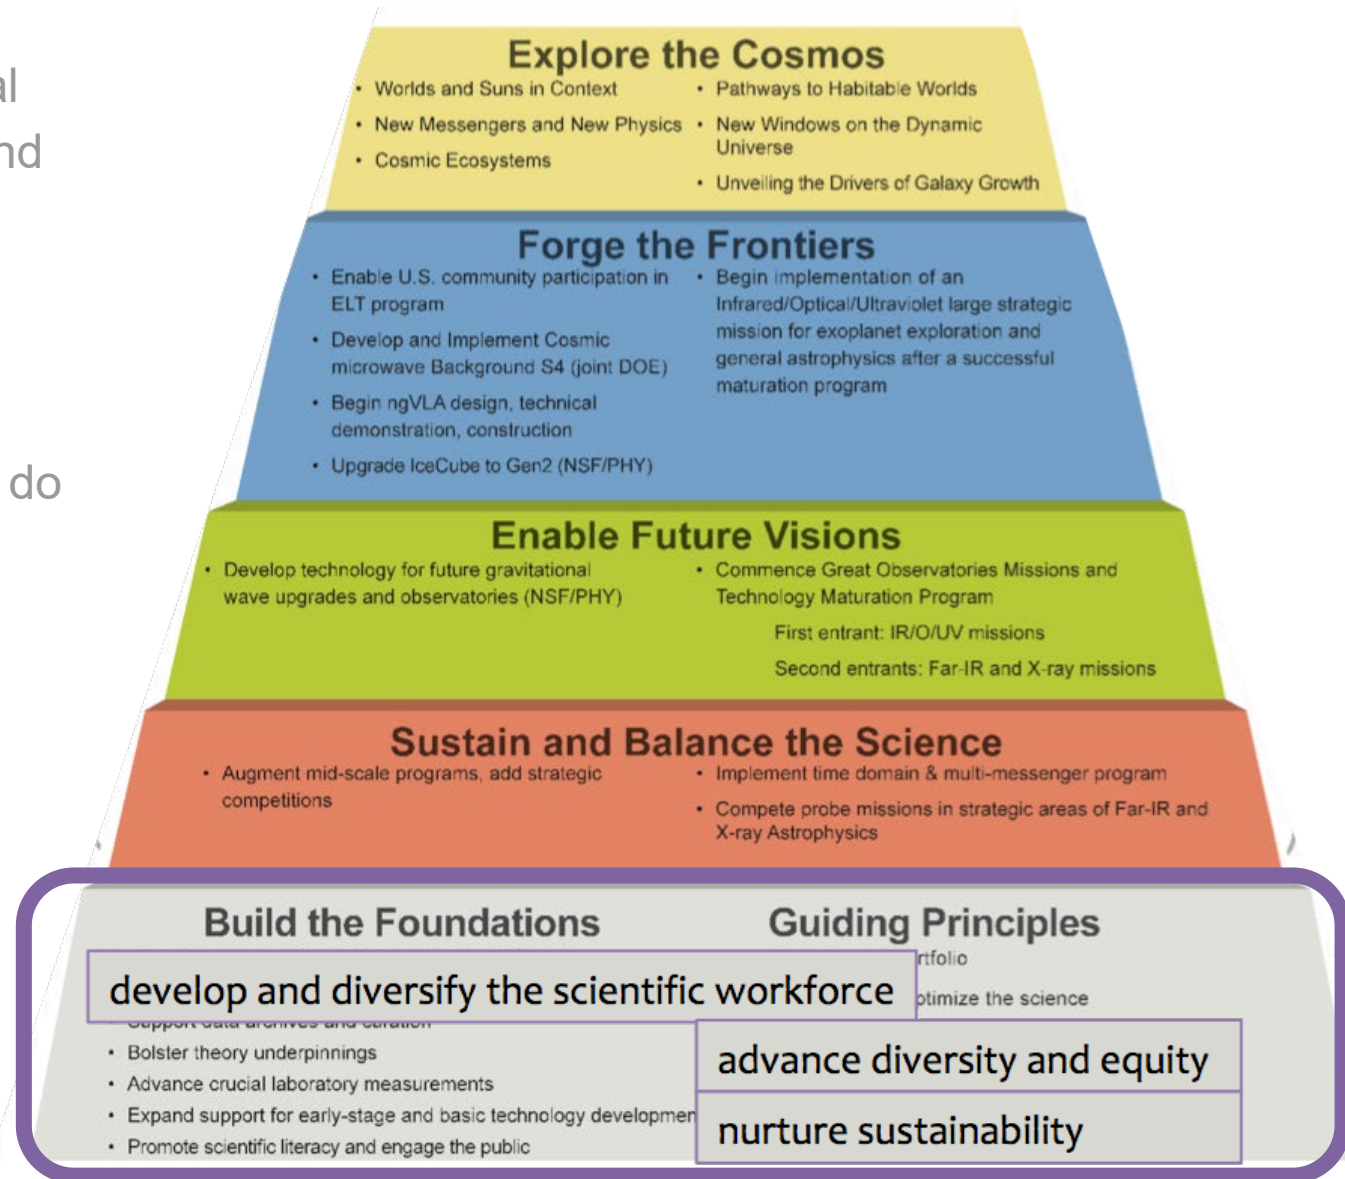 al
nd
do
Explore the Cosmos
• Worlds and Suns in Context
• New Messengers and New Physics
• Cosmic Ecosystems
• Pathways to Habitable Worlds
• New Windows on the Dynamic
Universe
• Unveiling the Drivers of Galaxy Growth
Forge the Frontiers
• Enable U.S. community participation in
ELT program
• Develop and Implement Cosmic
microwave Background S4 (joint DOE)
• Begin ngVLA design, technical
demonstration, construction
• Upgrade IceCube to Gen2 (NSF/PHY)
• Begin implementation of an
Infrared/Optical/Ultraviolet large strategic
mission for exoplanet exploration and
general astrophysics after a successful
maturation program
Enable Future Visions
• Develop technology for future gravitational
wave upgrades and observatories (NSF/PHY)
• Commence Great Observatories Missions and
Technology Maturation Program
First entrant: IR/O/UV missions
Second entrants: Far-IR and X-ray missions
Sustain and Balance the Science
• Augment mid-scale programs, add strategic
competitions
• Implement time domain & multi-messenger program
• Compete probe missions in strategic areas of Far-IR and
X-ray Astrophysics
Build the Foundations
develop and diversify the scientific workforce
• Support data archives and curation
• Bolster theory underpinnings
• Advance crucial laboratory measurements
• Expand support for early-stage and basic technology developmen
• Promote scientific literacy and engage the public
Guiding Principles
rtfolio
ptimize the science
advance diversity and equity
nurture sustainability